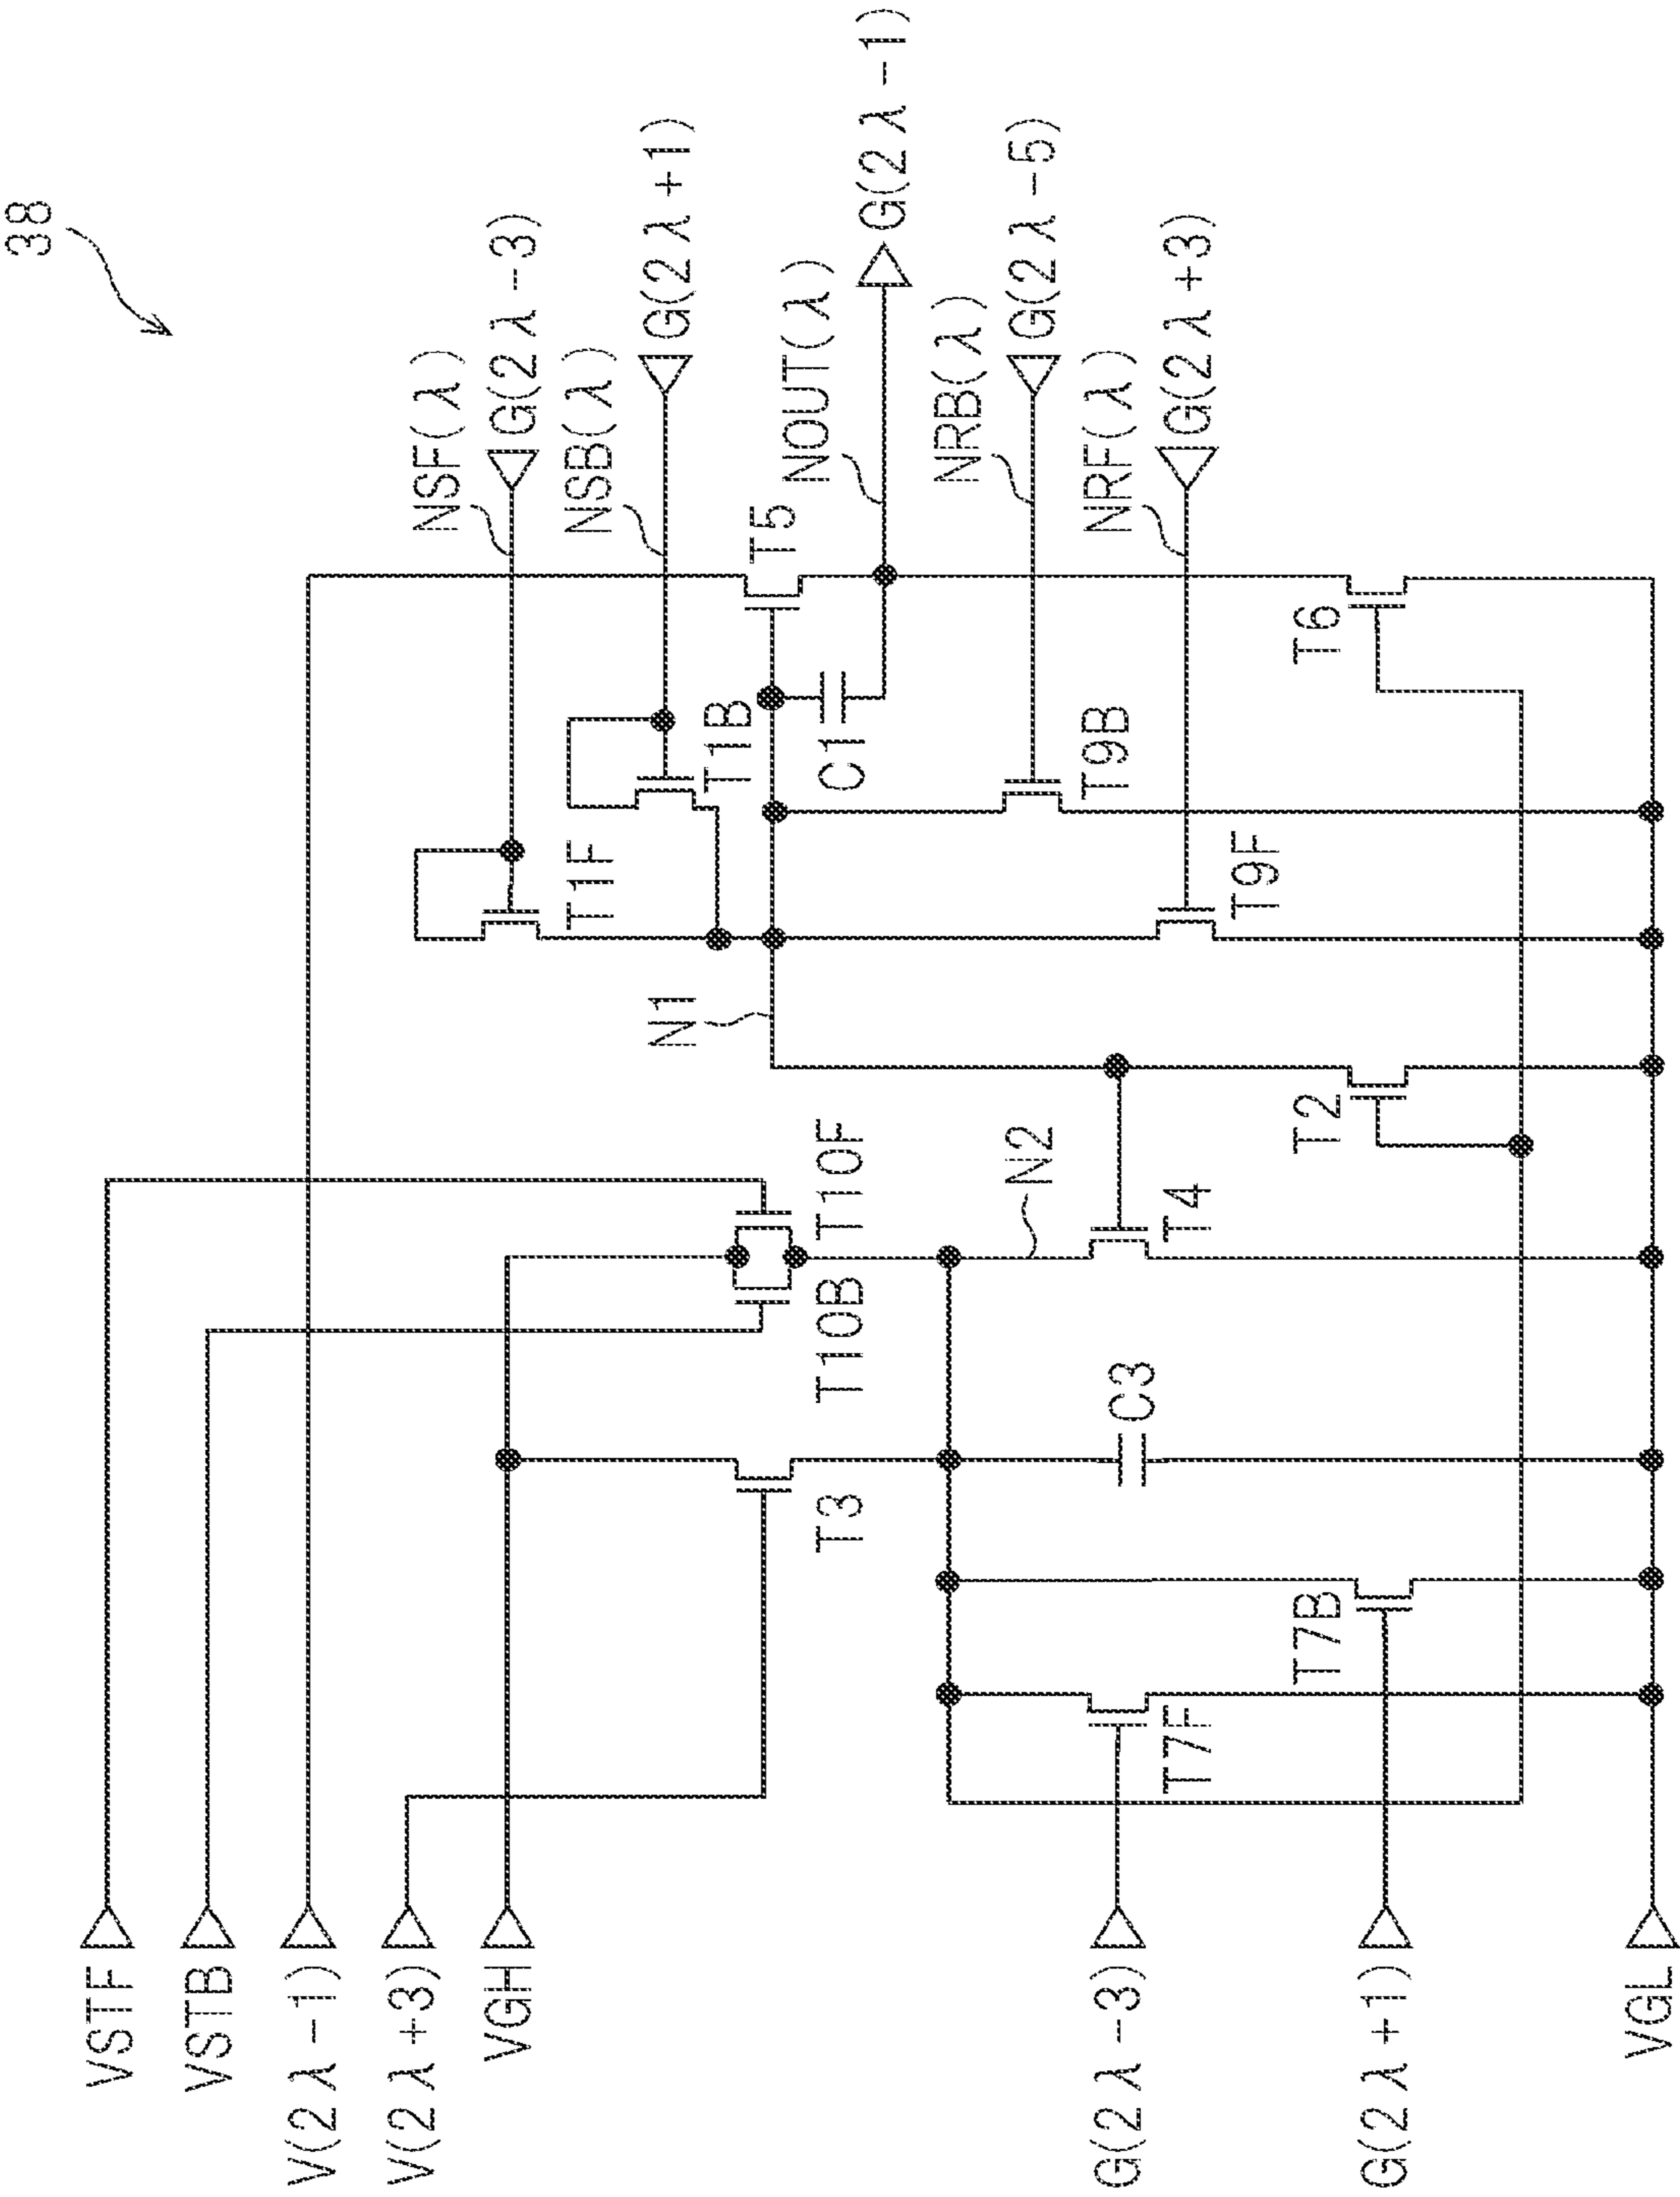 38
VSTF
VSTB
V(2λ-1)
V(2λ+3)
VGH
G(2λ-3)
G(2λ+1)
VGL
NSF(λ)
G(2λ-3)
NSB(λ)
G(2λ+1)
NOUT(λ)
G(2λ-1)
NRB(λ)
G(2λ-5)
NRF(λ)
G(2λ+3)
T1F
T1B
T5
C1
T9B
T9F
T6
N1
T10B
T10F
N2
T4
T2
T3
C3
T7F
T7B